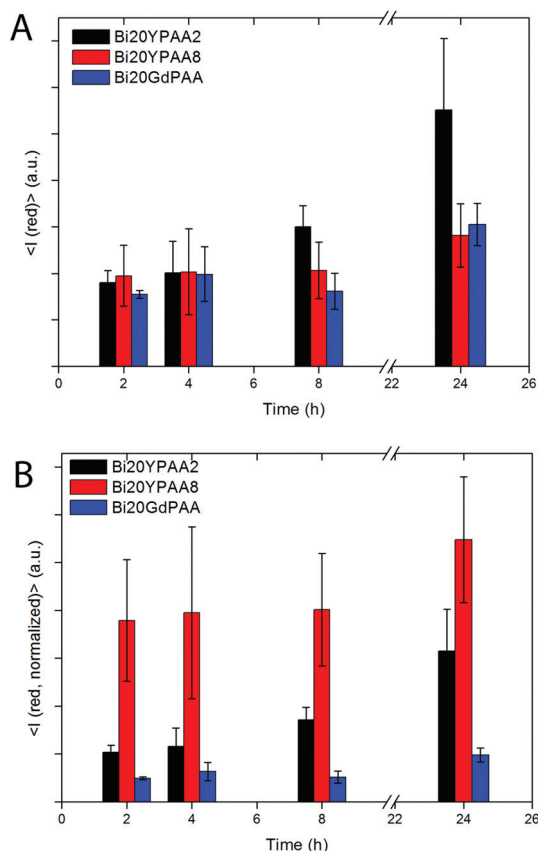 A
Bi20YPAA2
Bi20YPAA8
Bi20GdPAA
<I (red)> (a.u.)
0 2 4 6 8 22 24 26
Time (h)
B
Bi20YPAA2
Bi20YPAA8
Bi20GdPAA
<I (red, normalized)> (a.u.)
0 2 4 6 8 22 24 26
Time (h)